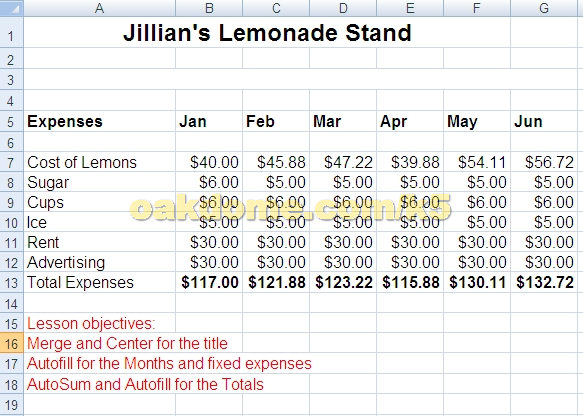 A B C D E F G
1 Jillian's Lemonade Stand
2
3
4
5 Expenses Jan Feb Mar Apr May Jun
6
7 Cost of Lemons $40.00 $45.88 $47.22 $39.88 $54.11 $56.72
8 Sugar $6.00 $5.00 $5.00 $5.00 $5.00 $5.00
9 Cups $6.00 $6.00 $6.00 $6.00 $6.00 $6.00
oakdome.com/k5
10 Ice $5.00 $5.00 $5.00 $5.00 $5.00 $5.00
11 Rent $30.00 $30.00 $30.00 $30.00 $30.00 $30.00
12 Advertising $30.00 $30.00 $30.00 $30.00 $30.00 $30.00
13 Total Expenses $117.00 $121.88 $123.22 $115.88 $130.11 $132.72
14
15 Lesson objectives:
16 Merge and Center for the title
17 Autofill for the Months and fixed expenses
18 AutoSum and Autofill for the Totals
19